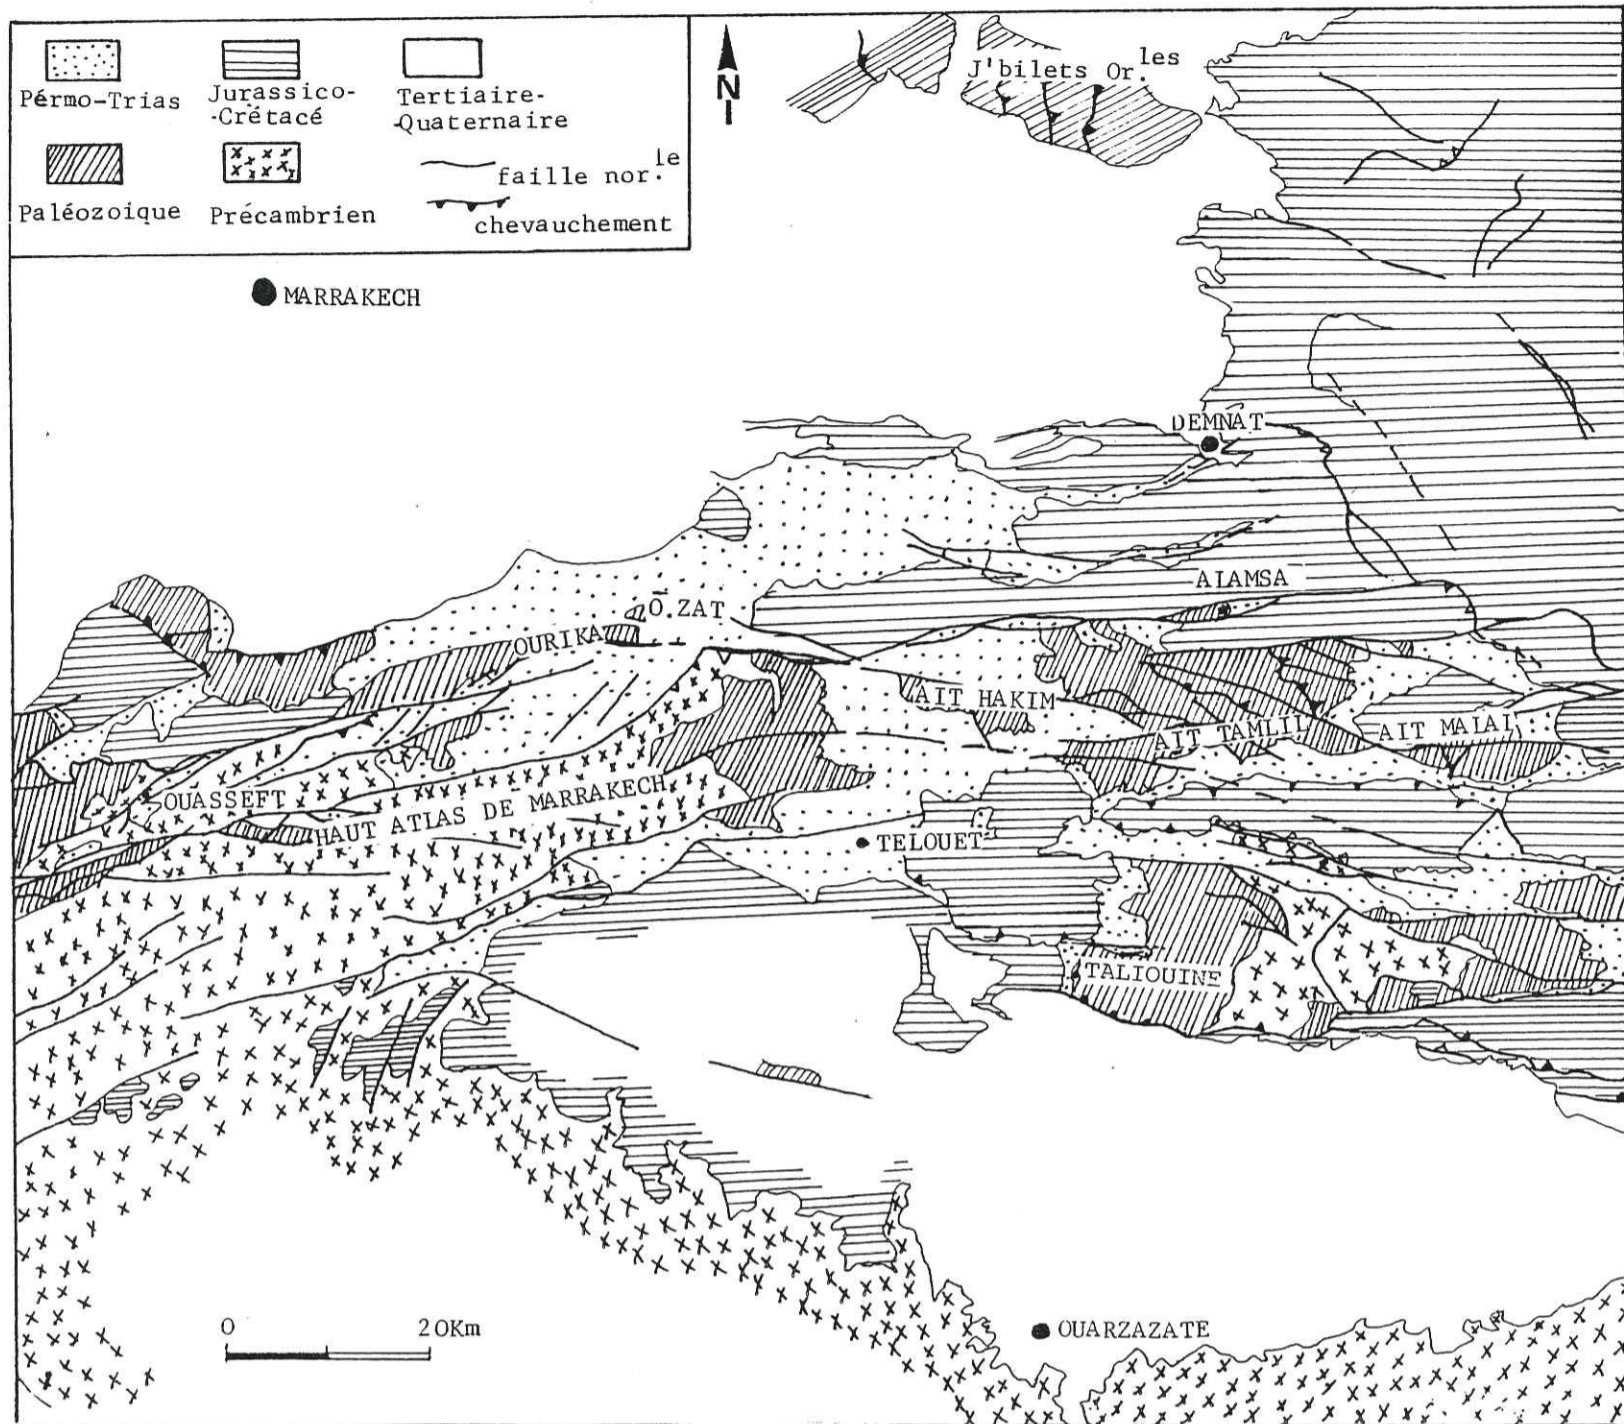 Pérmo-Trias
Jurassico-
-Crétacé
Tertiaire-
-Quaternaire
Paléozoique
Précambrien
faille nor.le
chevauchement
N
J'bilets Or.les
MARRAKECH
DEMNAT
AIAMSA
O.ZAT
OURIKA
AIT HAKIM
AIT TAMLIL
AIT MALAI
OUASSEFT
HAUT ATLAS DE MARRAKECH
TELOUET
TALIOUINE
0 20Km
OUARZAZATE